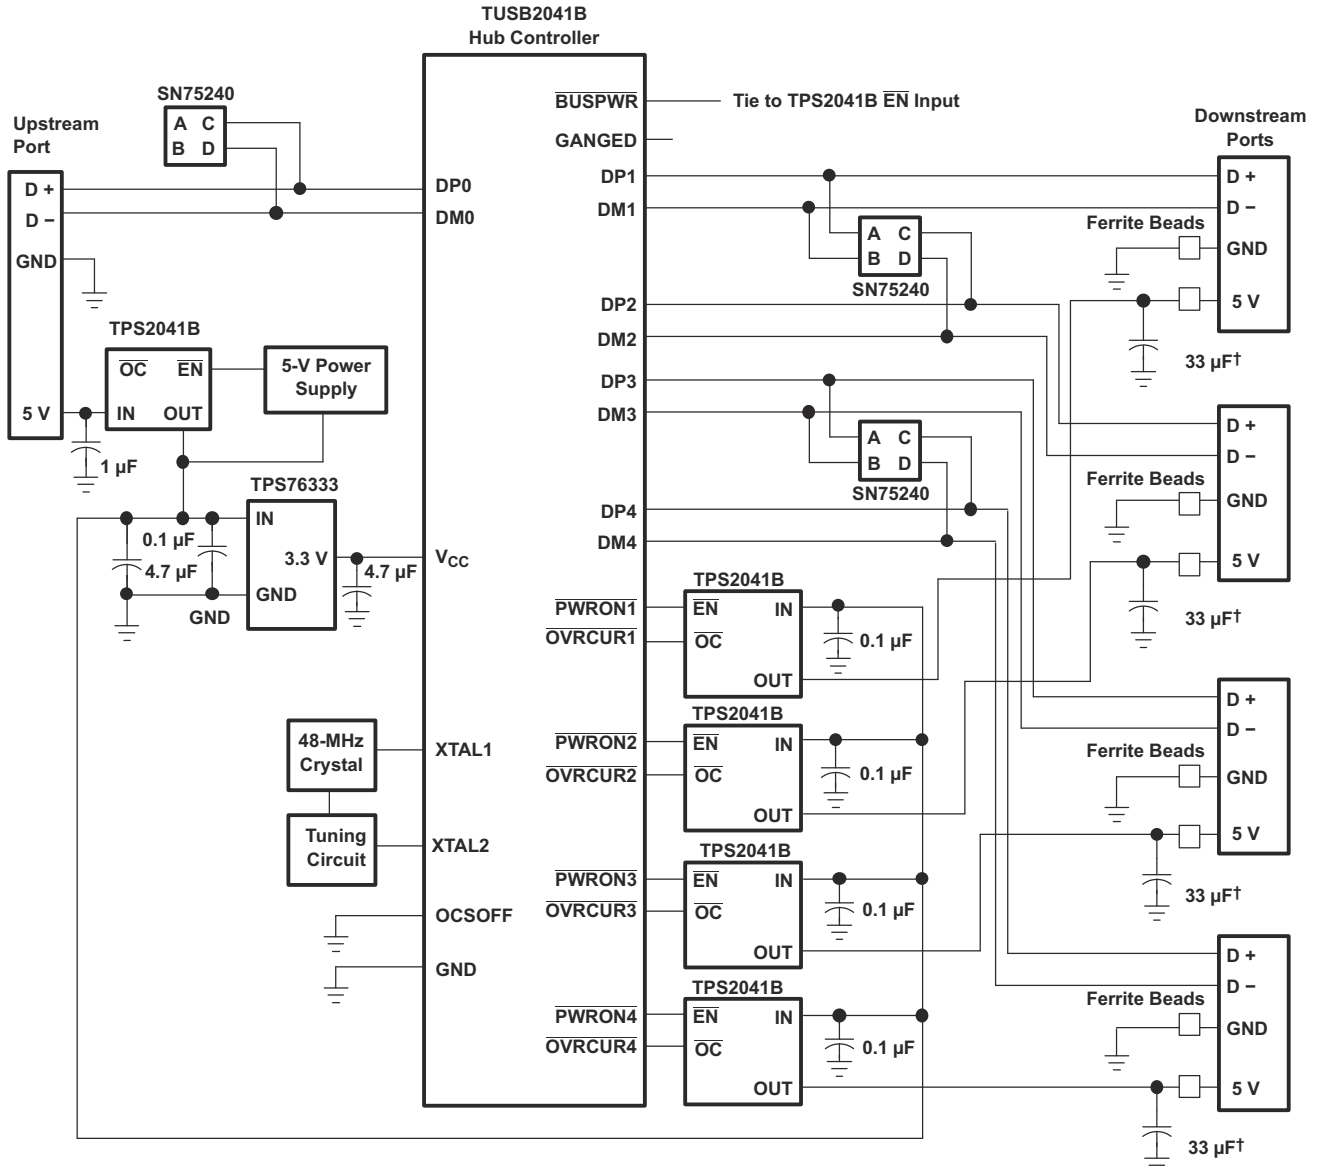 TUSB2041B
Hub Controller
SN75240
A C
B D
Upstream
Port
D +
D −
GND
5 V
DP0
DM0
BUSPWR
Tie to TPS2041B EN Input
GANGED
DP1
DM1
A C
B D
SN75240
DP2
DM2
DP3
DM3
A C
B D
SN75240
DP4
DM4
Downstream
Ports
D +
D −
Ferrite Beads
GND
5 V
33 µF†
D +
D −
Ferrite Beads
GND
5 V
33 µF†
D +
D −
Ferrite Beads
GND
5 V
33 µF†
D +
D −
Ferrite Beads
GND
5 V
33 µF†
TPS2041B
OC EN
IN OUT
5-V Power
Supply
1 µF
TPS76333
IN
3.3 V
GND
0.1 µF
4.7 µF
GND
4.7 µF
VCC
48-MHz
Crystal
XTAL1
Tuning
Circuit
XTAL2
OCSOFF
GND
PWRON1
OVRCUR1
TPS2041B
EN IN
OC
OUT
0.1 µF
PWRON2
OVRCUR2
TPS2041B
EN IN
OC
OUT
0.1 µF
PWRON3
OVRCUR3
TPS2041B
EN IN
OC
OUT
0.1 µF
PWRON4
OVRCUR4
TPS2041B
EN IN
OC
OUT
0.1 µF